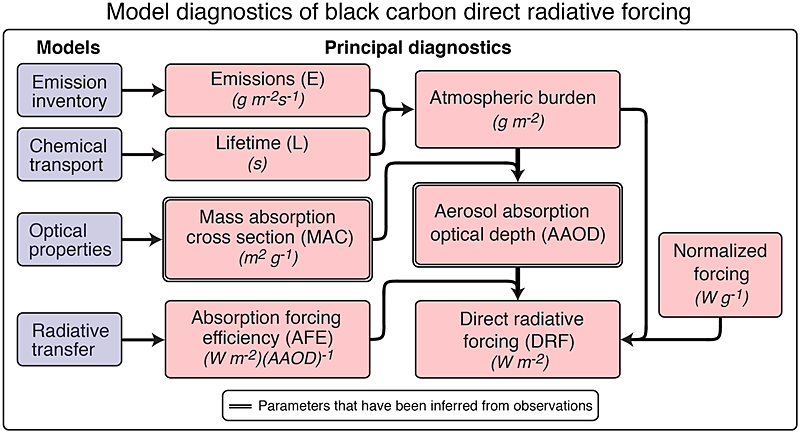 Model diagnostics of black carbon direct radiative forcing
Models
Principal diagnostics
Emission
inventory
Emissions (E)
(g m-2s-1)
Atmospheric burden
(g m-2)
Chemical
transport
Lifetime (L)
(s)
Optical
properties
Mass absorption
cross section (MAC)
(m2 g-1)
Aerosol absorption
optical depth (AAOD)
Normalized
forcing
(W g-1)
Radiative
transfer
Absorption forcing
efficiency (AFE)
(W m-2)(AAOD)-1
Direct radiative
forcing (DRF)
(W m-2)
Parameters that have been inferred from observations